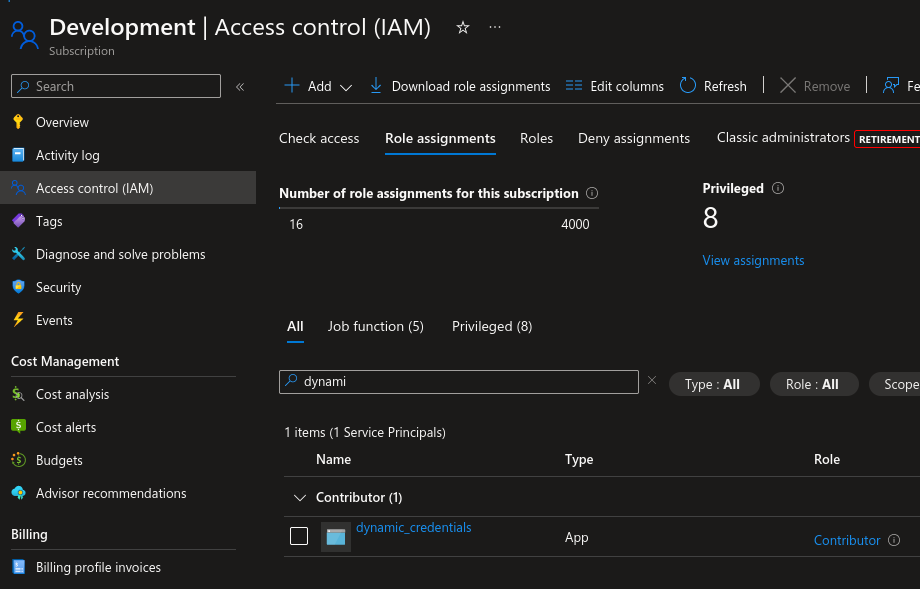 Development | Access control (IAM)
Subscription
Search
«
Add
Download role assignments
Edit columns
Refresh
Remove
Fe
Overview
Activity log
Access control (IAM)
Tags
Diagnose and solve problems
Security
Events
Cost Management
Cost analysis
Cost alerts
Budgets
Advisor recommendations
Billing
Billing profile invoices
Check access
Role assignments
Roles
Deny assignments
Classic administrators
RETIREMENT
Number of role assignments for this subscription
16
4000
Privileged
8
View assignments
All
Job function (5)
Privileged (8)
dynami
Type : All
Role : All
Scope
1 items (1 Service Principals)
Name
Type
Role
Contributor (1)
dynamic_credentials
App
Contributor